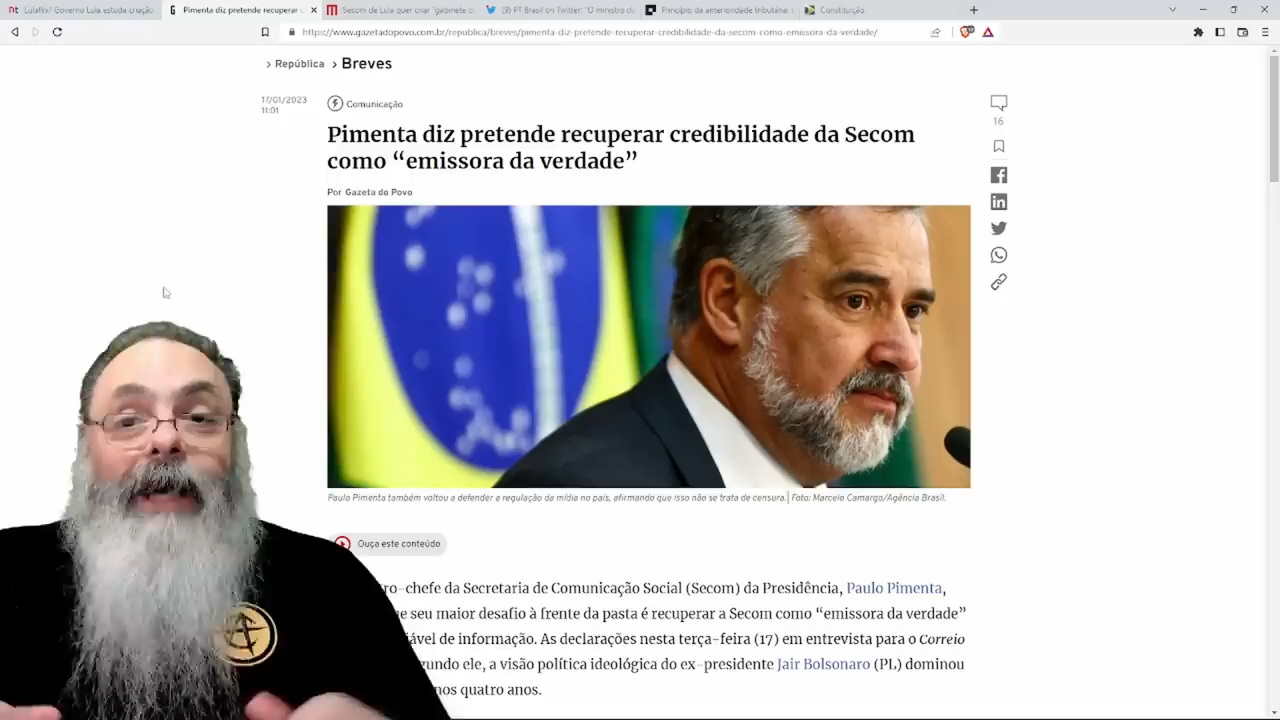 Lulaflix? Governo Lula estuda criação
Pimenta diz pretende recuperar
Secom de Lula quer criar "gabinete
(9) PT Brasil on Twitter: "O ministro da
Princípio da anterioridade tributária:
Constituição
https://www.gazetadopovo.com.br/republica/breves/pimenta-diz-pretende-recuperar-credibilidade-da-secom-como-emissora-da-verdade/
> República > Breves
17/01/2023
11:01
Comunicação
Pimenta diz pretende recuperar credibilidade da Secom
como “emissora da verdade”
16
Por Gazeta do Povo
Paulo Pimenta também voltou a defender a regulação da mídia no país, afirmando que isso não se trata de censura.| Foto: Marcelo Camargo/Agência Brasil.
Ouça este conteúdo
ro-chefe da Secretaria de Comunicação Social (Secom) da Presidência, Paulo Pimenta,
e seu maior desafio à frente da pasta é recuperar a Secom como “emissora da verdade”
iável de informação. As declarações nesta terça-feira (17) em entrevista para o Correio
gundo ele, a visão política ideológica do ex-presidente Jair Bolsonaro (PL) dominou
nos quatro anos.